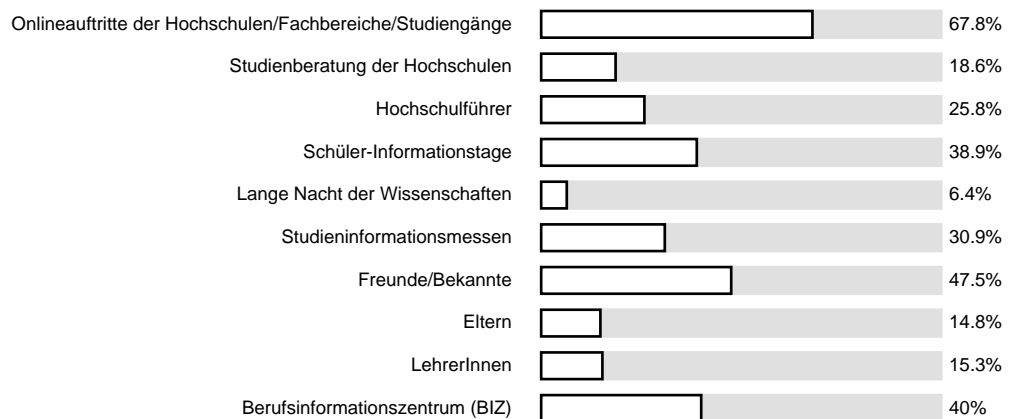 Onlineauftritte der Hochschulen/Fachbereiche/Studiengänge 67.8%
Studienberatung der Hochschulen 18.6%
Hochschulführer 25.8%
Schüler-Informationstage 38.9%
Lange Nacht der Wissenschaften 6.4%
Studieninformationsmessen 30.9%
Freunde/Bekannte 47.5%
Eltern 14.8%
LehrerInnen 15.3%
Berufsinformationszentrum (BIZ) 40%